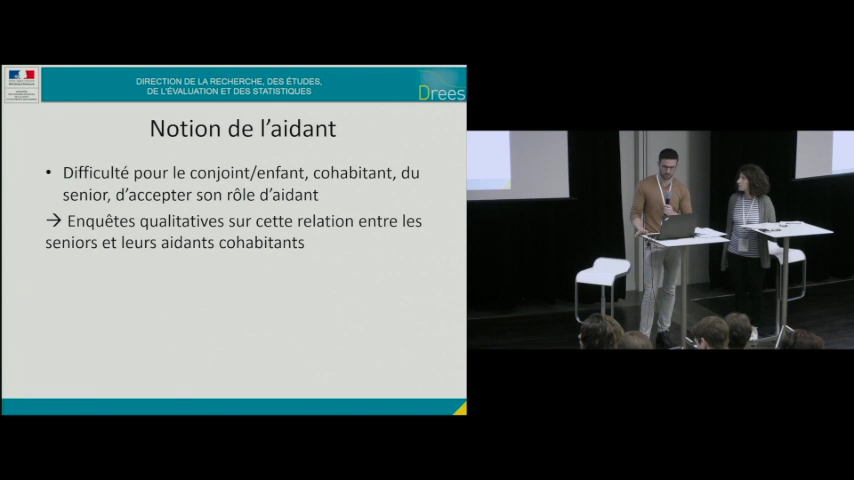 DIRECTION DE LA RECHERCHE, DES ÉTUDES,
DE L'ÉVALUATION ET DES STATISTIQUES
Drees
Notion de l'aidant
• Difficulté pour le conjoint/enfant, cohabitant, du
senior, d'accepter son rôle d'aidant
→ Enquêtes qualitatives sur cette relation entre les
seniors et leurs aidants cohabitants